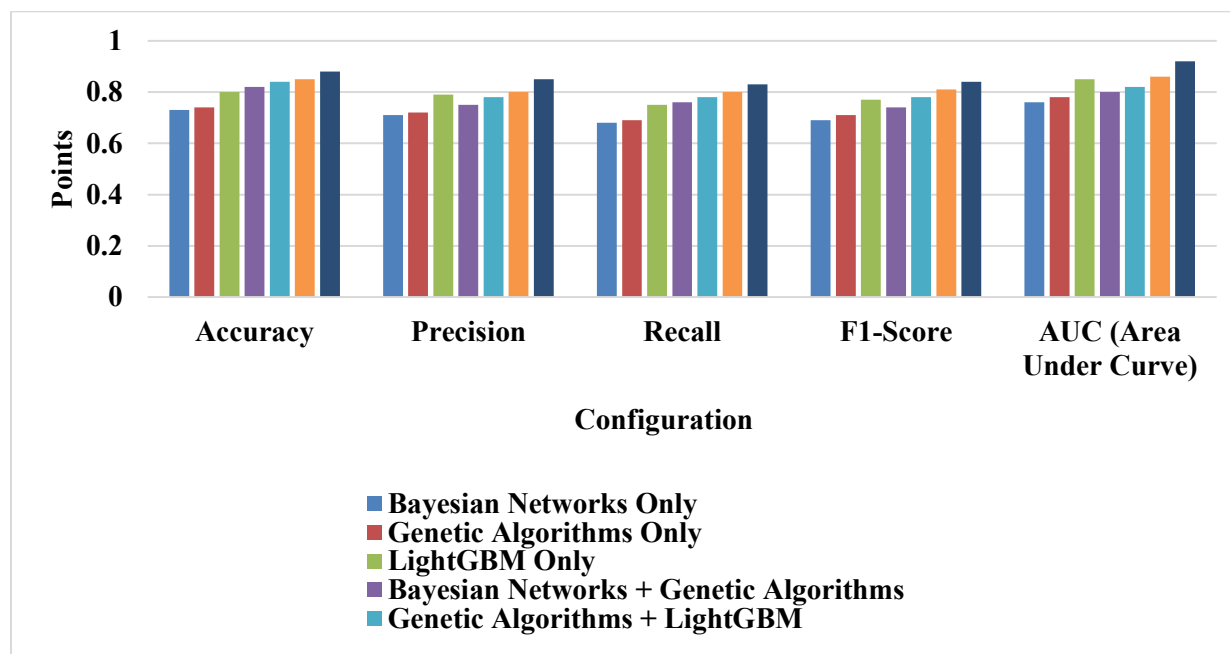 1
0.8
0.6
0.4
0.2
0
Points
Accuracy
Precision
Recall
F1-Score
AUC (Area
Under Curve)
Configuration
Bayesian Networks Only
Genetic Algorithms Only
LightGBM Only
Bayesian Networks + Genetic Algorithms
Genetic Algorithms + LightGBM